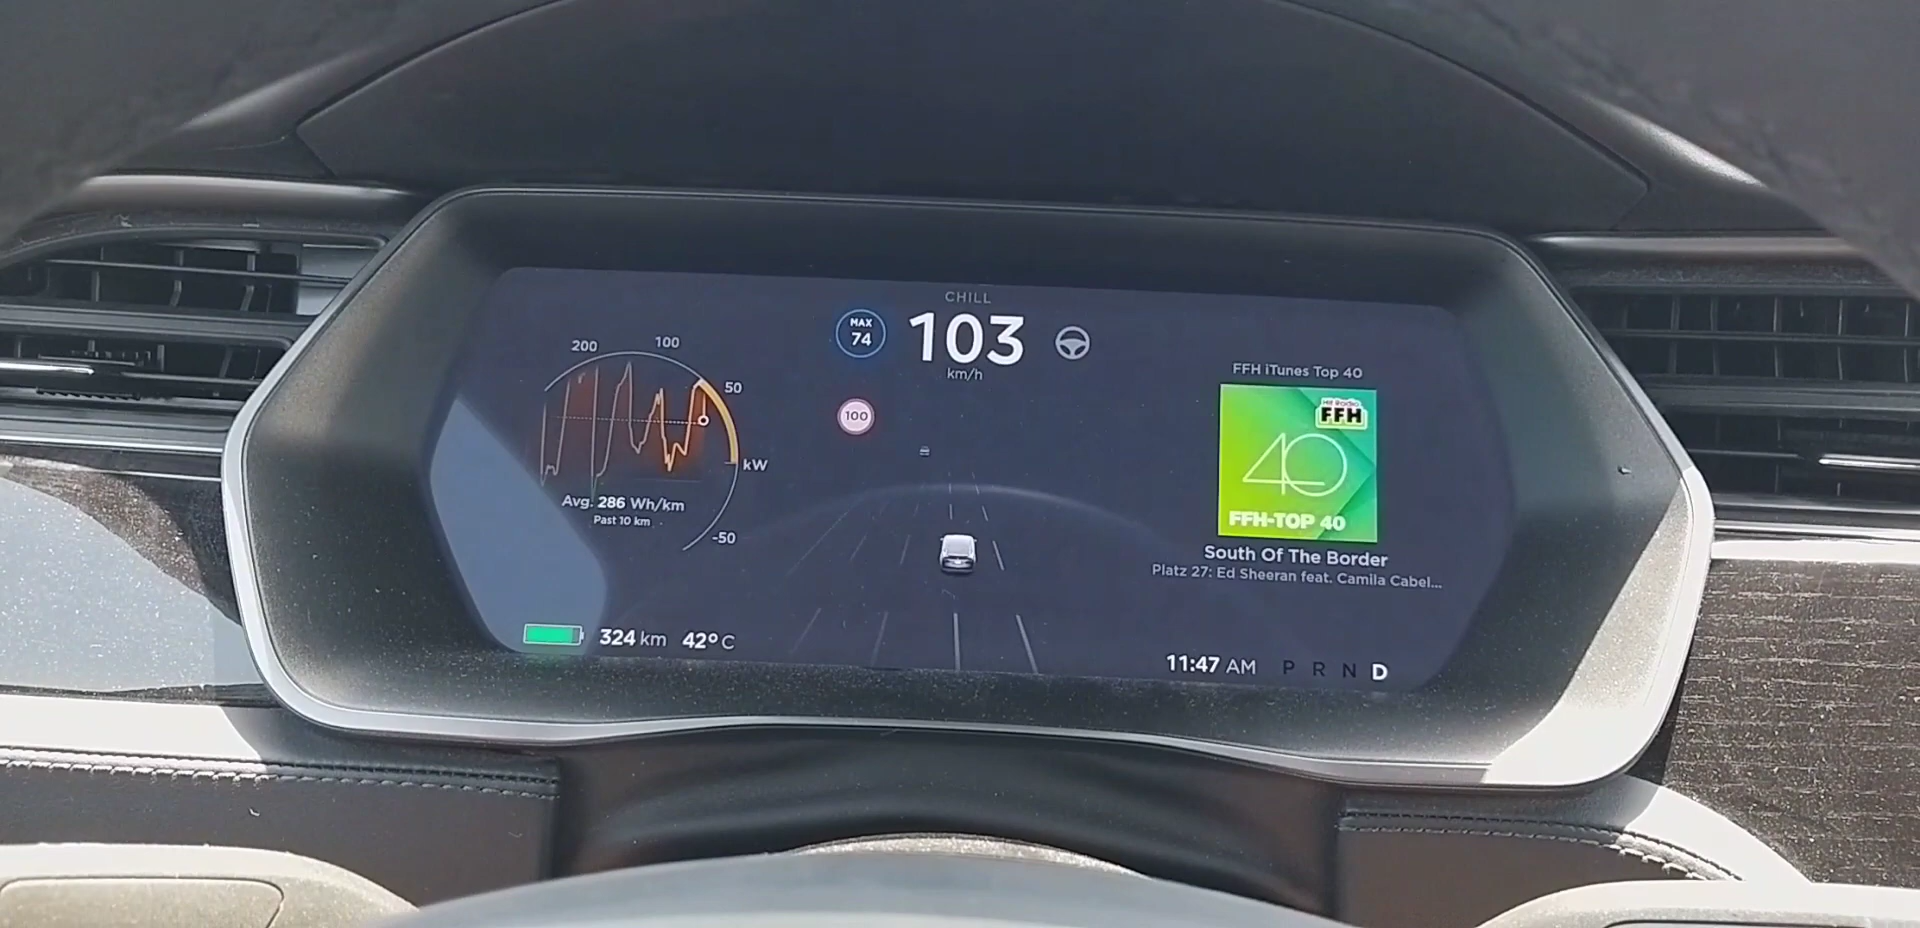 CHILL
MAX
74
103
km/h
100
200
100
50
kW
-50
Avg. 286 Wh/km
Past 10 km
324 km 42° C
FFH iTunes Top 40
Hit Radio
FFH
40
FFH-TOP 40
South Of The Border
Platz 27: Ed Sheeran feat. Camila Cabel...
11:47 AM P R N D